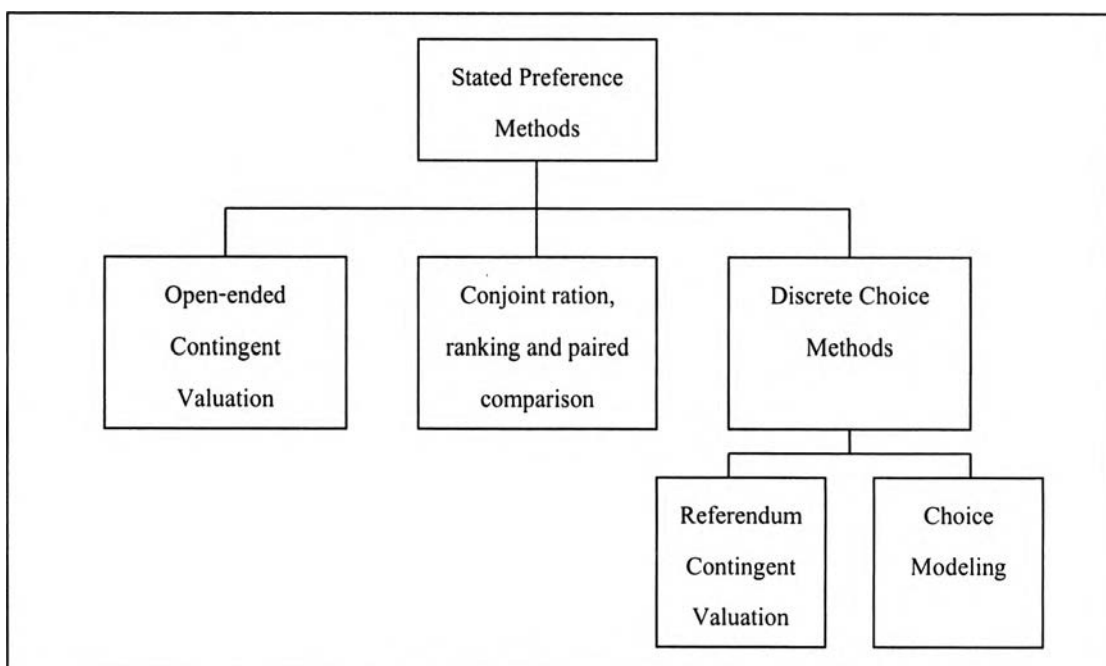 Stated Preference
Methods
Open-ended
Contingent
Valuation
Conjoint ration,
ranking and paired
comparison
Discrete Choice
Methods
Referendum
Contingent
Valuation
Choice
Modeling